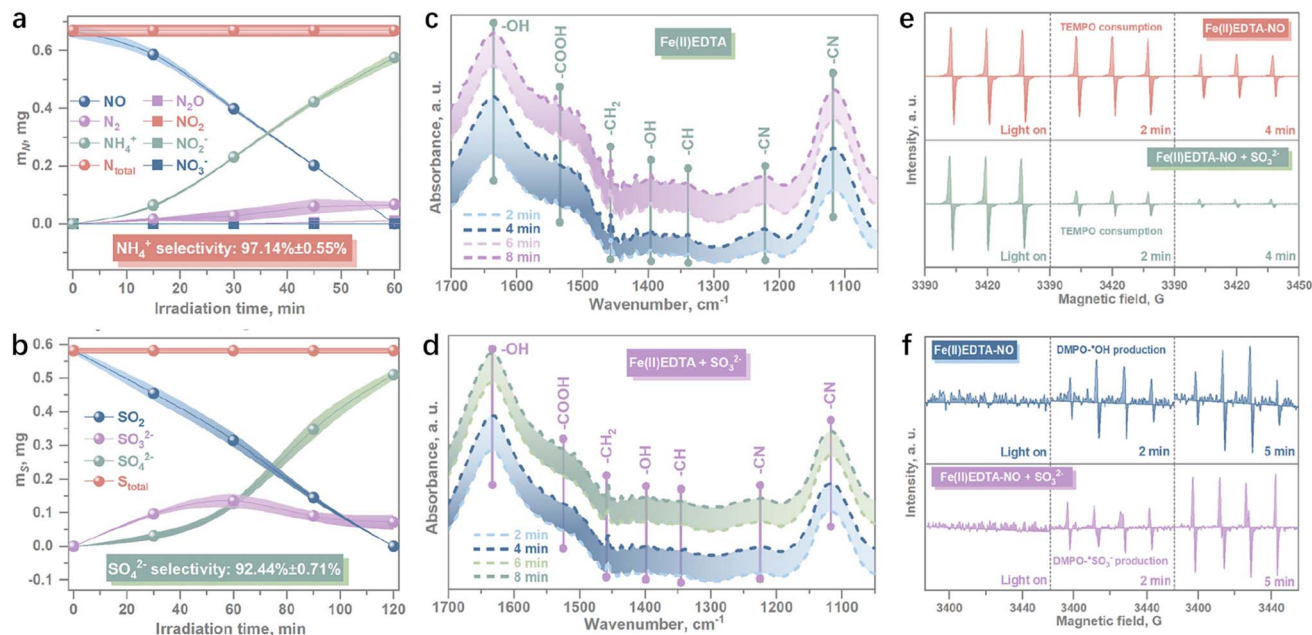 a
m_N, mg
0.6
0.4
0.2
0.0
NO
N₂
NH₄⁺
N_total
N₂O
NO₂
NO₂⁻
NO₃⁻
NH₄⁺ selectivity: 97.14%±0.55%
0 10 20 30 40 50 60
Irradiation time, min
b
m_S, mg
0.6
0.5
0.4
0.3
0.2
0.1
0.0
-0.1
SO₂
SO₃²⁻
SO₄²⁻
S_total
SO₄²⁻ selectivity: 92.44%±0.71%
0 20 40 60 80 100 120
Irradiation time, min
c
Absorbance, a. u.
Fe(II)EDTA
-OH
-COOH
-CH₂
-OH
-CH
-CN
-CN
2 min
4 min
6 min
8 min
1700 1600 1500 1400 1300 1200 1100
Wavenumber, cm⁻¹
d
Absorbance, a. u.
Fe(II)EDTA + SO₃²⁻
-OH
-COOH
-CH₂
-OH
-CH
-CN
-CN
2 min
4 min
6 min
8 min
1700 1600 1500 1400 1300 1200 1100
Wavenumber, cm⁻¹
e
Intensity, a. u.
TEMPO consumption
Fe(II)EDTA-NO
Light on 2 min 4 min
Fe(II)EDTA-NO + SO₃²⁻
TEMPO consumption
Light on 2 min 4 min
3390 3420 3390 3420 3390 3420 3450
Magnetic field, G
f
Intensity, a. u.
Fe(II)EDTA-NO
DMPO-•OH production
Light on 2 min 5 min
Fe(II)EDTA-NO + SO₃²⁻
DMPO-•SO₃⁻ production
Light on 2 min 5 min
3400 3440 3400 3440 3400 3440
Magnetic field, G